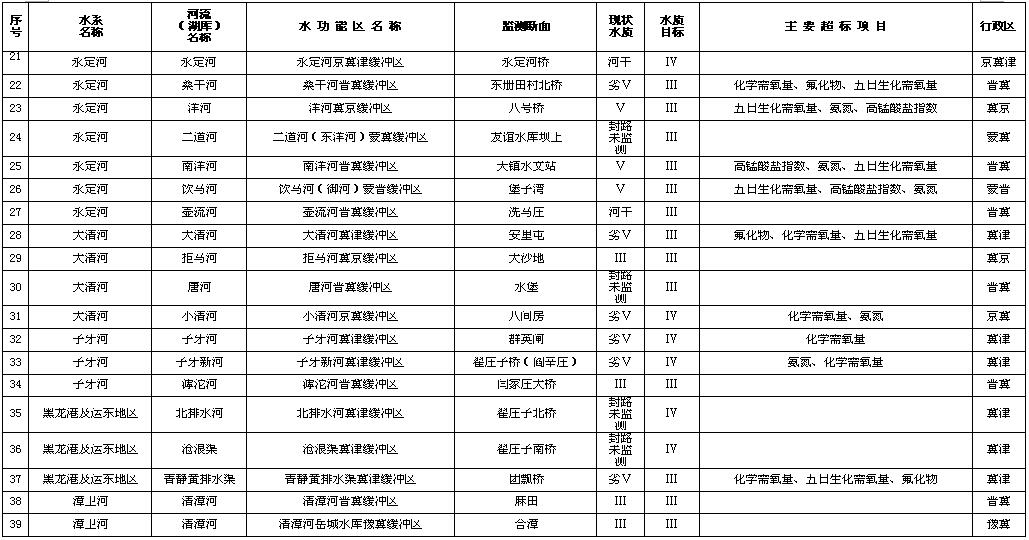 序号 水系名称 河流（湖库）名称 水功能区名称 监测断面 现状水质 水质目标 主要超标项目 行政区
21 永定河 永定河 永定河京冀津缓冲区 永定河桥 河干 IV 京冀津
22 永定河 桑干河 桑干河晋冀缓冲区 东册田村北桥 劣V III 化学需氧量、氟化物、五日生化需氧量 晋冀
23 永定河 洋河 洋河冀京缓冲区 八号桥 V III 五日生化需氧量、氨氮、高锰酸盐指数 冀京
24 永定河 二道河 二道河（东洋河）蒙冀缓冲区 友谊水库坝上 封路未监测 III 蒙冀
25 永定河 南洋河 南洋河晋冀缓冲区 大镇水文站 V III 高锰酸盐指数、氨氮、五日生化需氧量 晋冀
26 永定河 饮马河 饮马河（御河）蒙晋缓冲区 堡子湾 V III 五日生化需氧量、高锰酸盐指数、氨氮 蒙晋
27 永定河 壶流河 壶流河晋冀缓冲区 洗马庄 河干 III 晋冀
28 大清河 大清河 大清河冀津缓冲区 安里屯 劣V III 氟化物、化学需氧量、五日生化需氧量 冀津
29 大清河 拒马河 拒马河冀京缓冲区 大沙地 III III 冀京
30 大清河 唐河 唐河晋冀缓冲区 水堡 封路未监测 III 晋冀
31 大清河 小清河 小清河京冀缓冲区 八间房 劣V IV 化学需氧量、氨氮 京冀
32 子牙河 子牙河 子牙河冀津缓冲区 群英闸 劣V IV 化学需氧量 冀津
33 子牙河 子牙新河 子牙新河冀津缓冲区 翟庄子桥（阎辛庄） 劣V IV 氨氮、化学需氧量 冀津
34 子牙河 滹沱河 滹沱河晋冀缓冲区 闫家庄大桥 III III 晋冀
35 黑龙港及运东地区 北排水河 北排水河冀津缓冲区 翟庄子北桥 封路未监测 IV 冀津
36 黑龙港及运东地区 沧浪渠 沧浪渠冀津缓冲区 翟庄子南桥 封路未监测 IV 冀津
37 黑龙港及运东地区 青静黄排水渠 青静黄排水渠冀津缓冲区 团瓢桥 劣V III 化学需氧量、五日生化需氧量、氟化物 冀津
38 漳卫河 清漳河 清漳河晋冀缓冲区 麻田 III III 晋冀
39 漳卫河 清漳河 清漳河岳城水库豫冀缓冲区 合漳 III III 豫冀